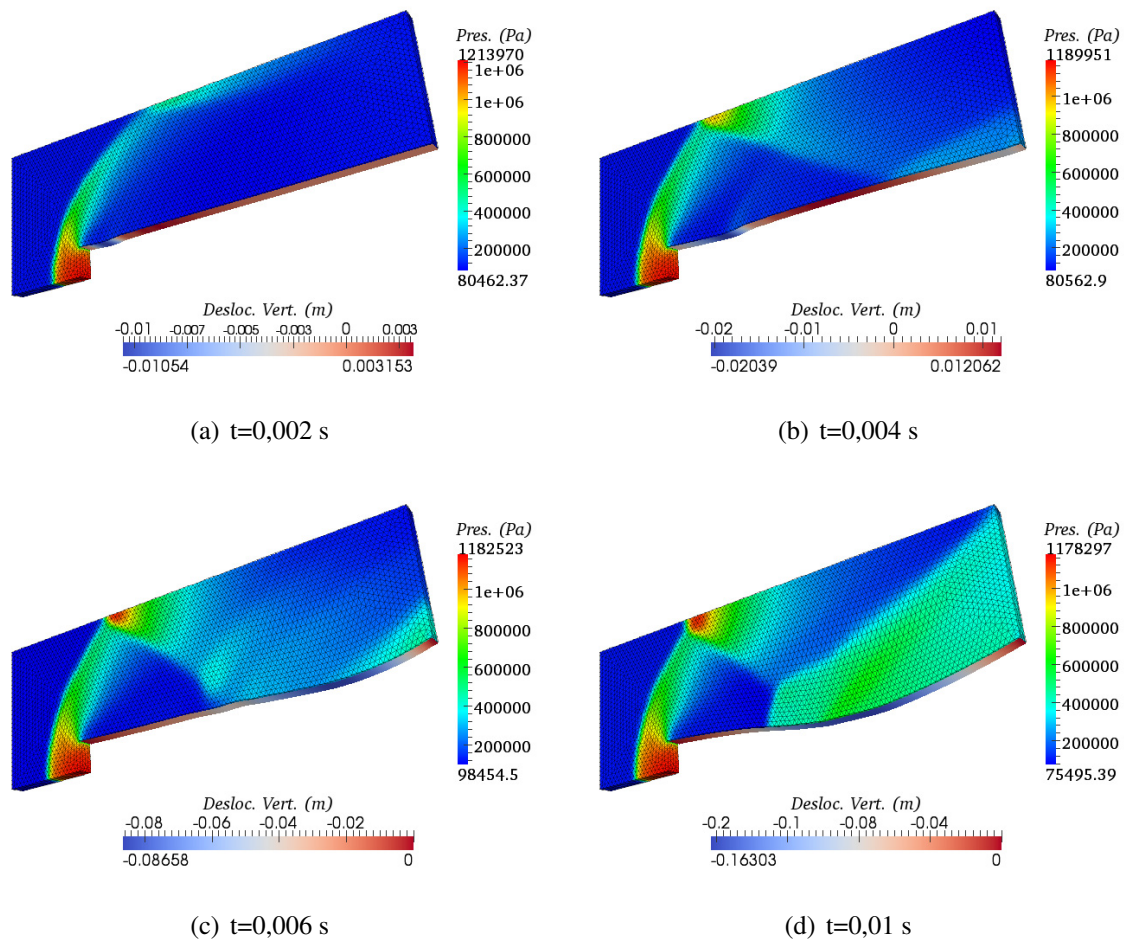 Pres. (Pa)
1213970
1e+06
800000
600000
400000
200000
80462.37
Desloc. Vert. (m)
-0.01 -0.007 -0.005 -0.003 0 0.003
-0.01054 0.003153
(a) t=0,002 s
Pres. (Pa)
1189951
1e+06
800000
600000
400000
200000
80562.9
Desloc. Vert. (m)
-0.02 -0.01 0 0.01
-0.02039 0.012062
(b) t=0,004 s
Pres. (Pa)
1182523
1e+06
800000
600000
400000
200000
98454.5
Desloc. Vert. (m)
-0.08 -0.06 -0.04 -0.02
-0.08658 0
(c) t=0,006 s
Pres. (Pa)
1178297
1e+06
800000
600000
400000
200000
75495.39
Desloc. Vert. (m)
-0.2 -0.1 -0.08 -0.04
-0.16303 0
(d) t=0,01 s